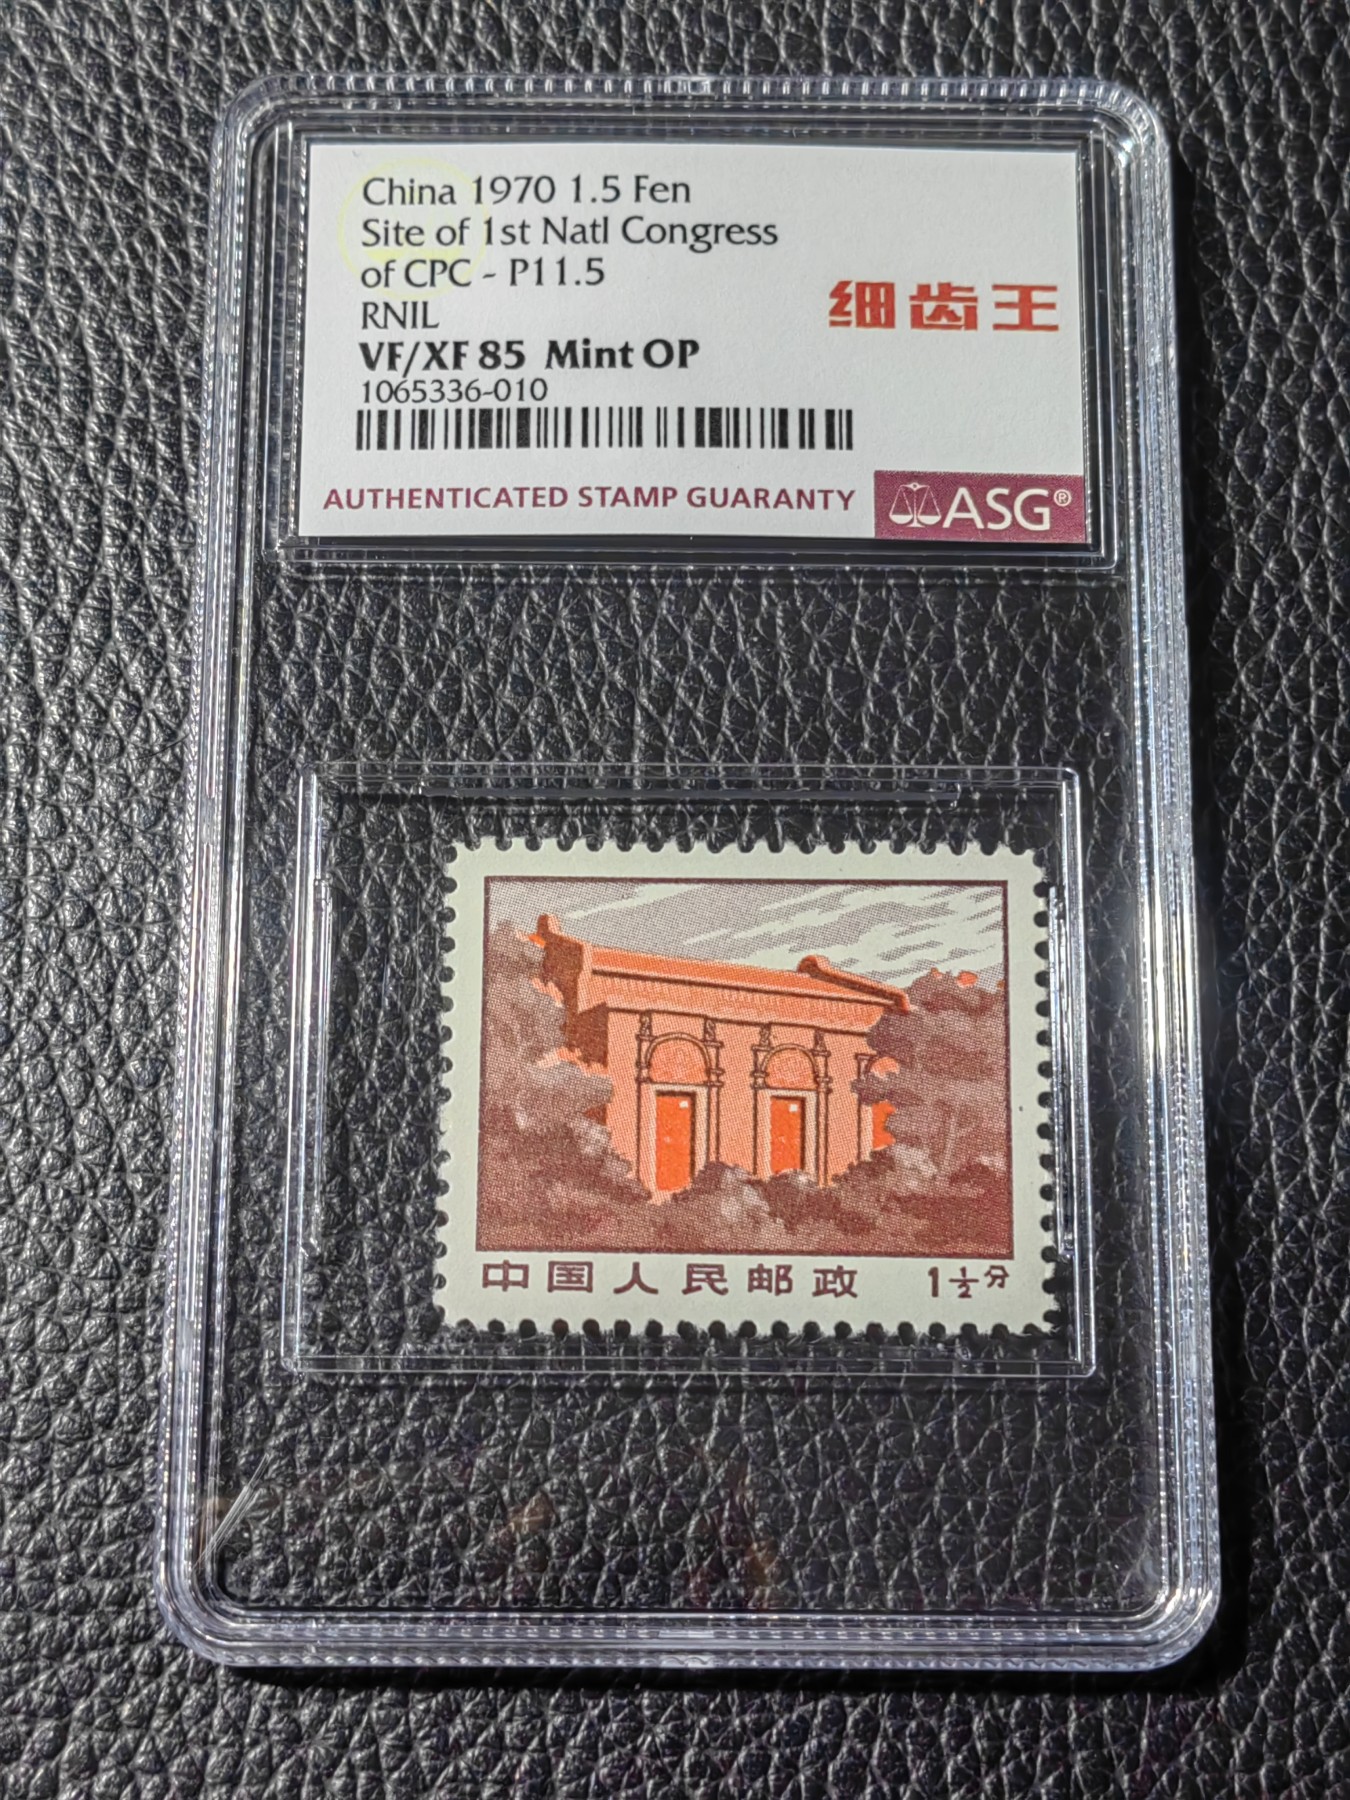 China 1970 1.5 Fen
Site of 1st Natl Congress
of CPC - P11.5
RNIL
VF/XF 85 Mint OP
1065336-010
细齿王
AUTHENTICATED STAMP GUARANTY
ASG®
中国人民邮政 1½分